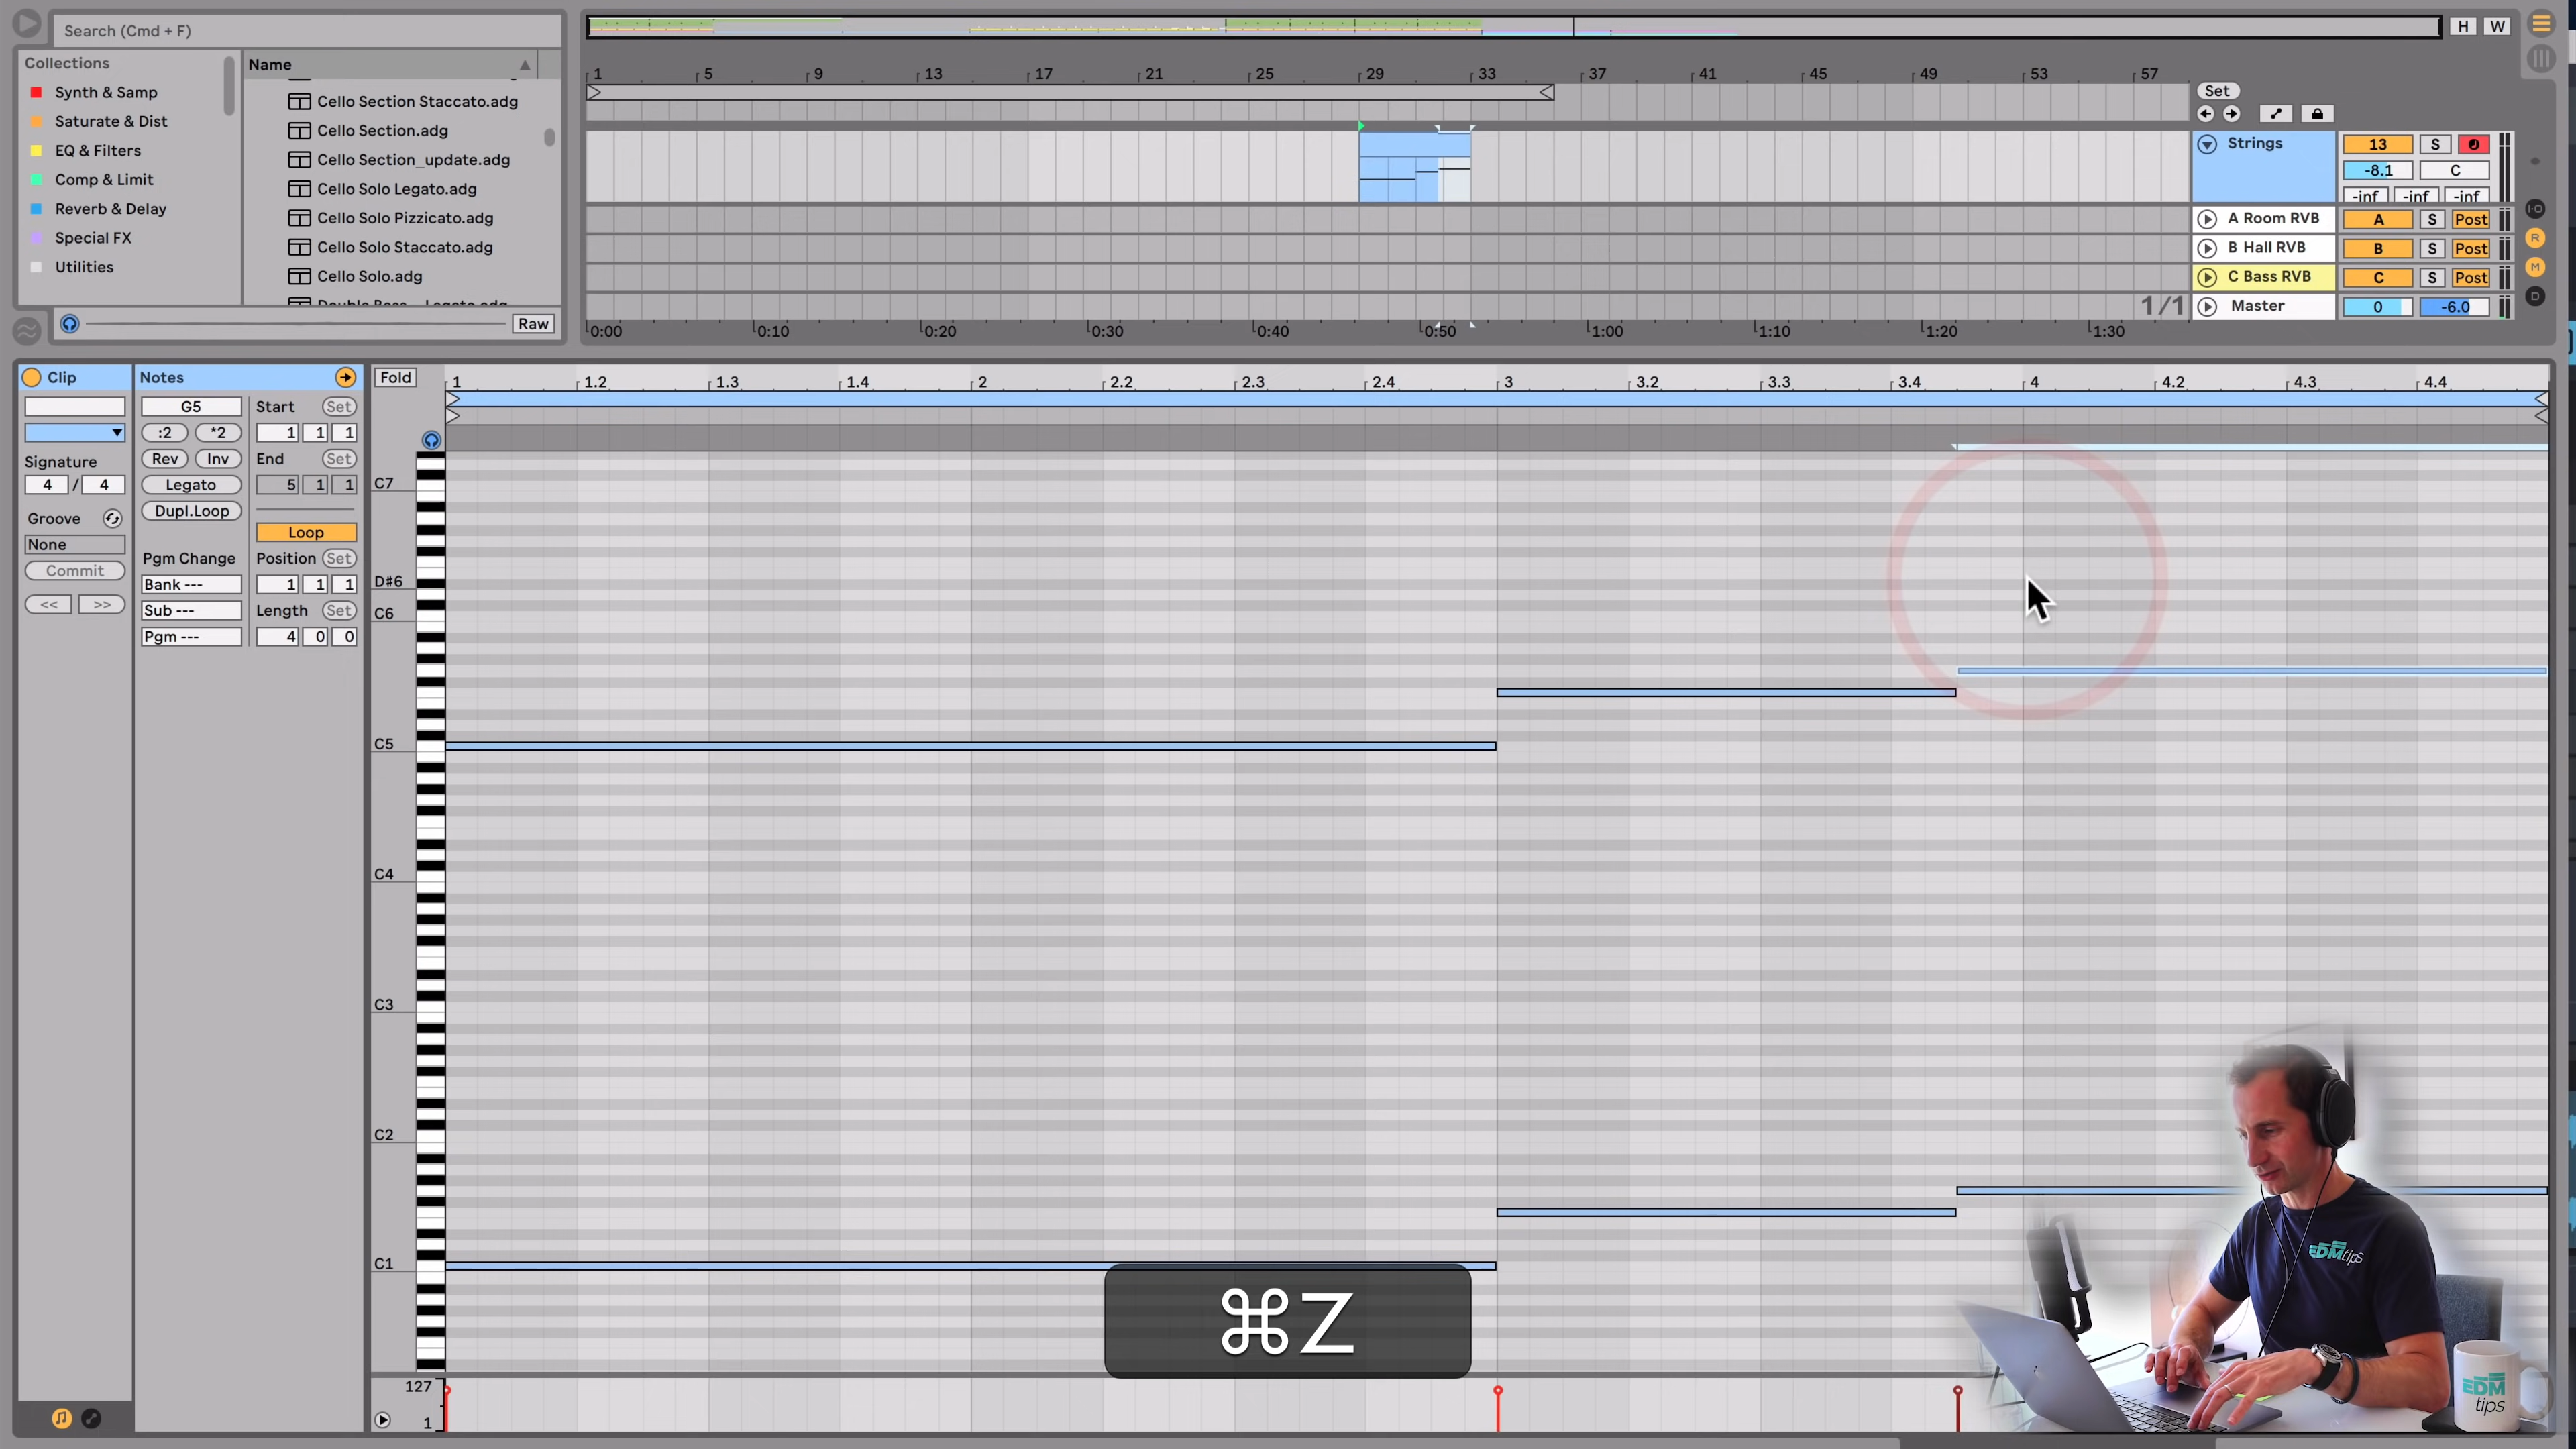 Search (Cmd + F)
Collections
Synth & Samp
Saturate & Dist
EQ & Filters
Comp & Limit
Reverb & Delay
Special FX
Utilities
Name
Cello Section Staccato.adg
Cello Section.adg
Cello Section_update.adg
Cello Solo Legato.adg
Cello Solo Pizzicato.adg
Cello Solo Staccato.adg
Cello Solo.adg
Raw
H W
1 5 9 13 17 21 25 29 33 37 41 45 49 53 57
Set
Strings 13 S
-8.1 C
-inf -inf -inf
A Room RVB A S Post
B Hall RVB B S Post
C Bass RVB C S Post
1/1 Master 0 -6.0
0:00 0:10 0:20 0:30 0:40 0:50 1:00 1:10 1:20 1:30
I·O
R
M
D
Clip
Signature
4 / 4
Groove
None
Commit
<< >>
Notes
G5
:2 *2
Rev Inv
Legato
Dupl.Loop
Pgm Change
Bank ---
Sub ---
Pgm ---
Start Set
1 1 1
End Set
5 1 1
Loop
Position Set
1 1 1
Length Set
4 0 0
Fold
1 1.2 1.3 1.4 2 2.2 2.3 2.4 3 3.2 3.3 3.4 4 4.2 4.3 4.4
C7
D#6
C6
C5
C4
C3
C2
C1
127
1
⌘Z
EDM tips
EDM
tips